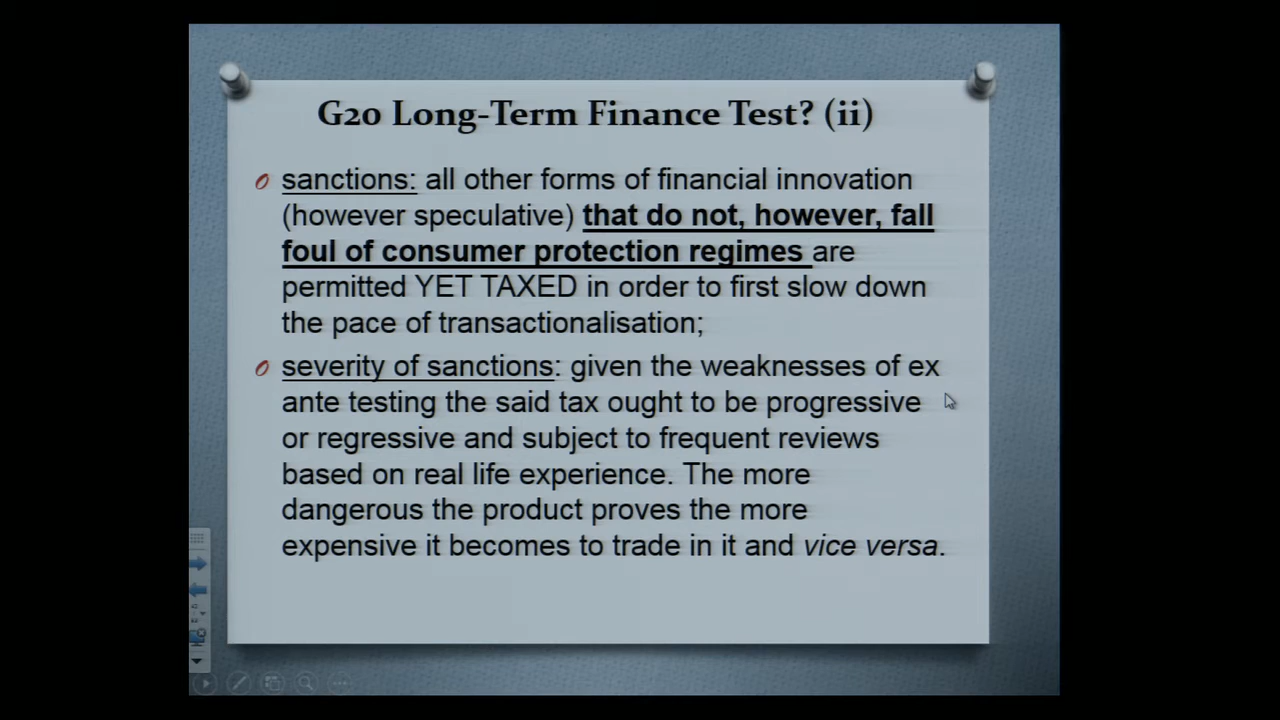 G20 Long-Term Finance Test? (ii)
sanctions: all other forms of financial innovation
(however speculative) that do not, however, fall
foul of consumer protection regimes are
permitted YET TAXED in order to first slow down
the pace of transactionalisation;
severity of sanctions: given the weaknesses of ex
ante testing the said tax ought to be progressive
or regressive and subject to frequent reviews
based on real life experience. The more
dangerous the product proves the more
expensive it becomes to trade in it and vice versa.